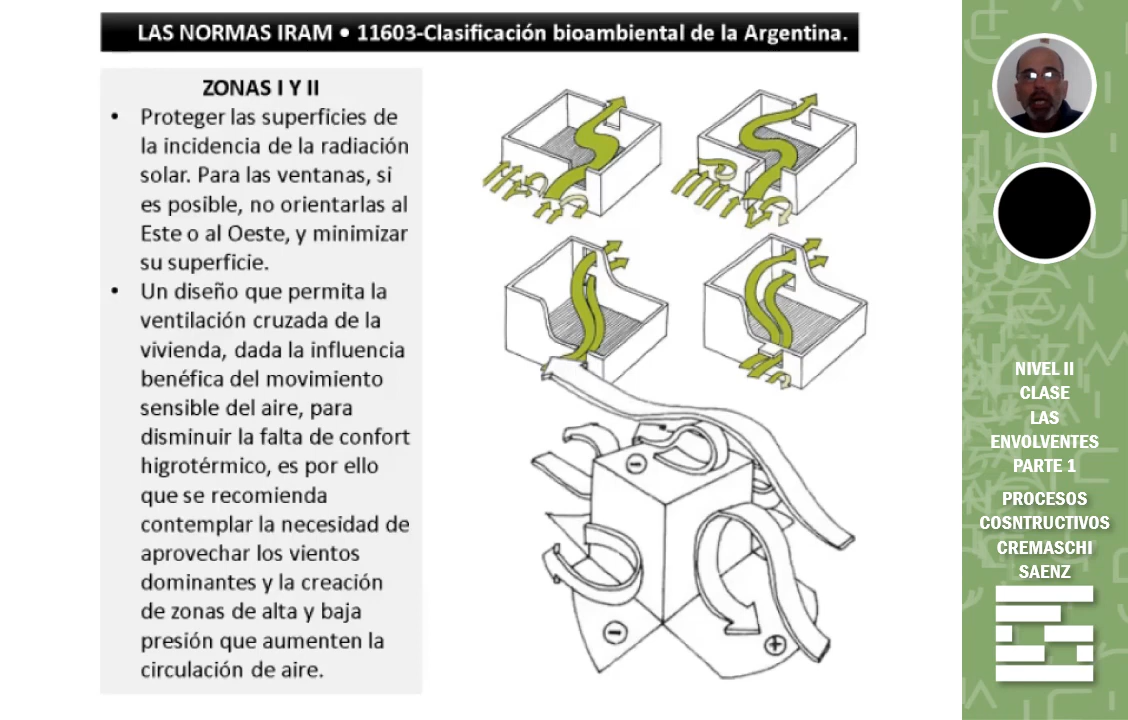 LAS NORMAS IRAM • 11603-Clasificación bioambiental de la Argentina.
ZONAS I Y II
• Proteger las superficies de
la incidencia de la radiación
solar. Para las ventanas, si
es posible, no orientarlas al
Este o al Oeste, y minimizar
su superficie.
• Un diseño que permita la
ventilación cruzada de la
vivienda, dada la influencia
benéfica del movimiento
sensible del aire, para
disminuir la falta de confort
higrotérmico, es por ello
que se recomienda
contemplar la necesidad de
aprovechar los vientos
dominantes y la creación
de zonas de alta y baja
presión que aumenten la
circulación de aire.
NIVEL II
CLASE
LAS
ENVOLVENTES
PARTE 1
PROCESOS
COSNTRUCTIVOS
CREMASCHI
SAENZ